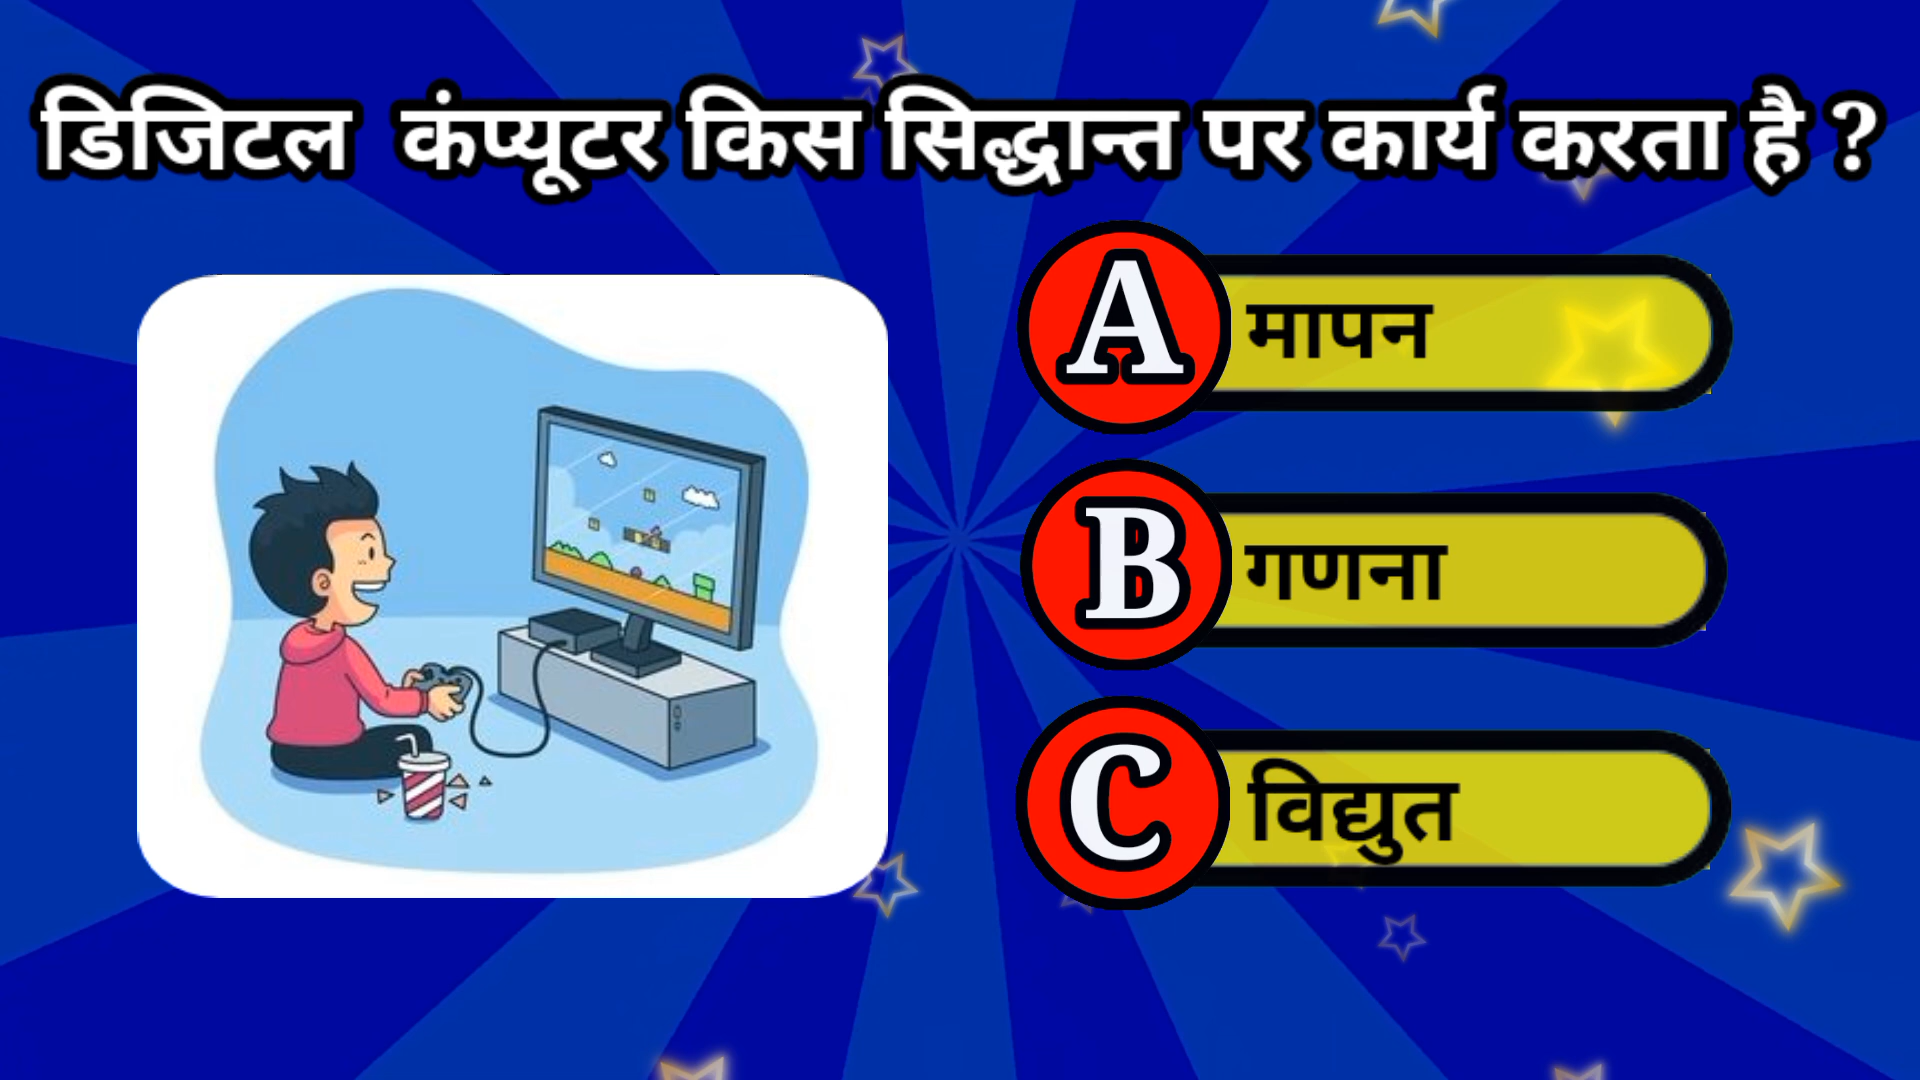 डिजिटल कंप्यूटर किस सिद्धान्त पर कार्य करता है ?
A मापन
B गणना
C विद्युत